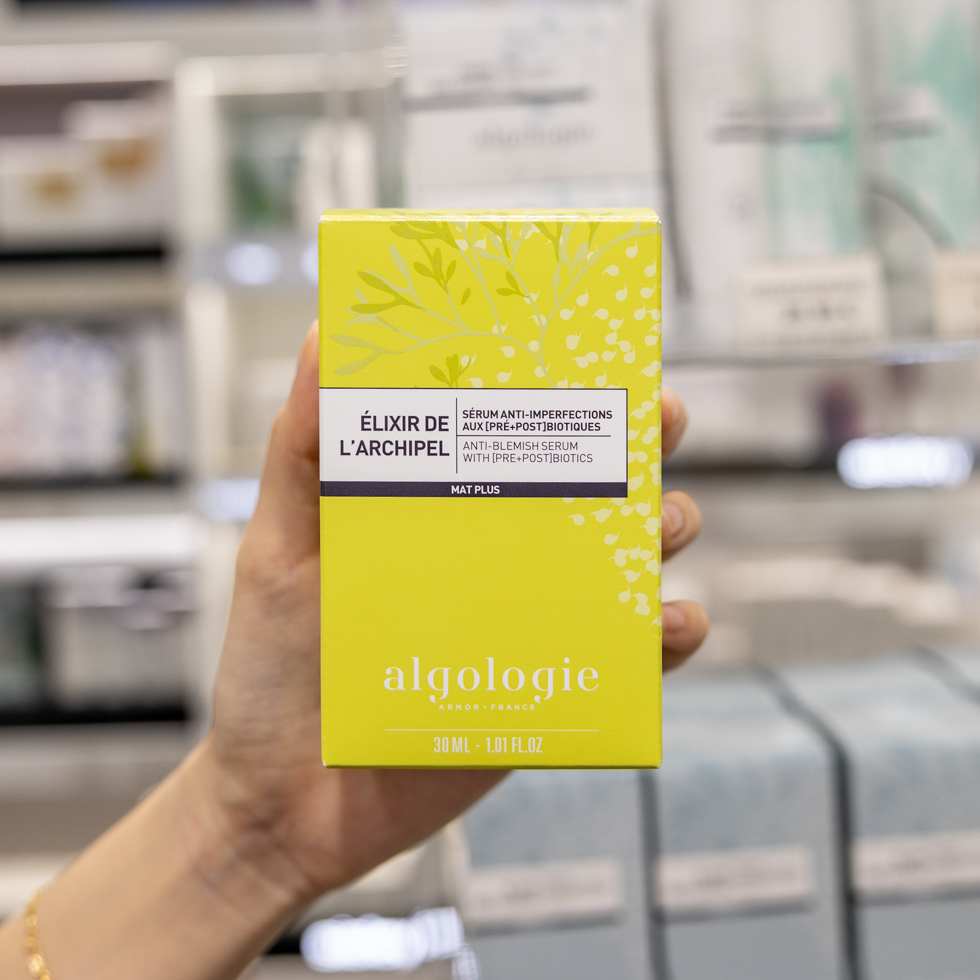 ÉLIXIR DE
L'ARCHIPEL
SÉRUM ANTI-IMPERFECTIONS
AUX [PRÉ+POST]BIOTIQUES
ANTI-BLEMISH SERUM
WITH [PRE+POST]BIOTICS
MAT PLUS
algologie
ARMOR • FRANCE
30 ML - 1.01 FL.OZ
algologie